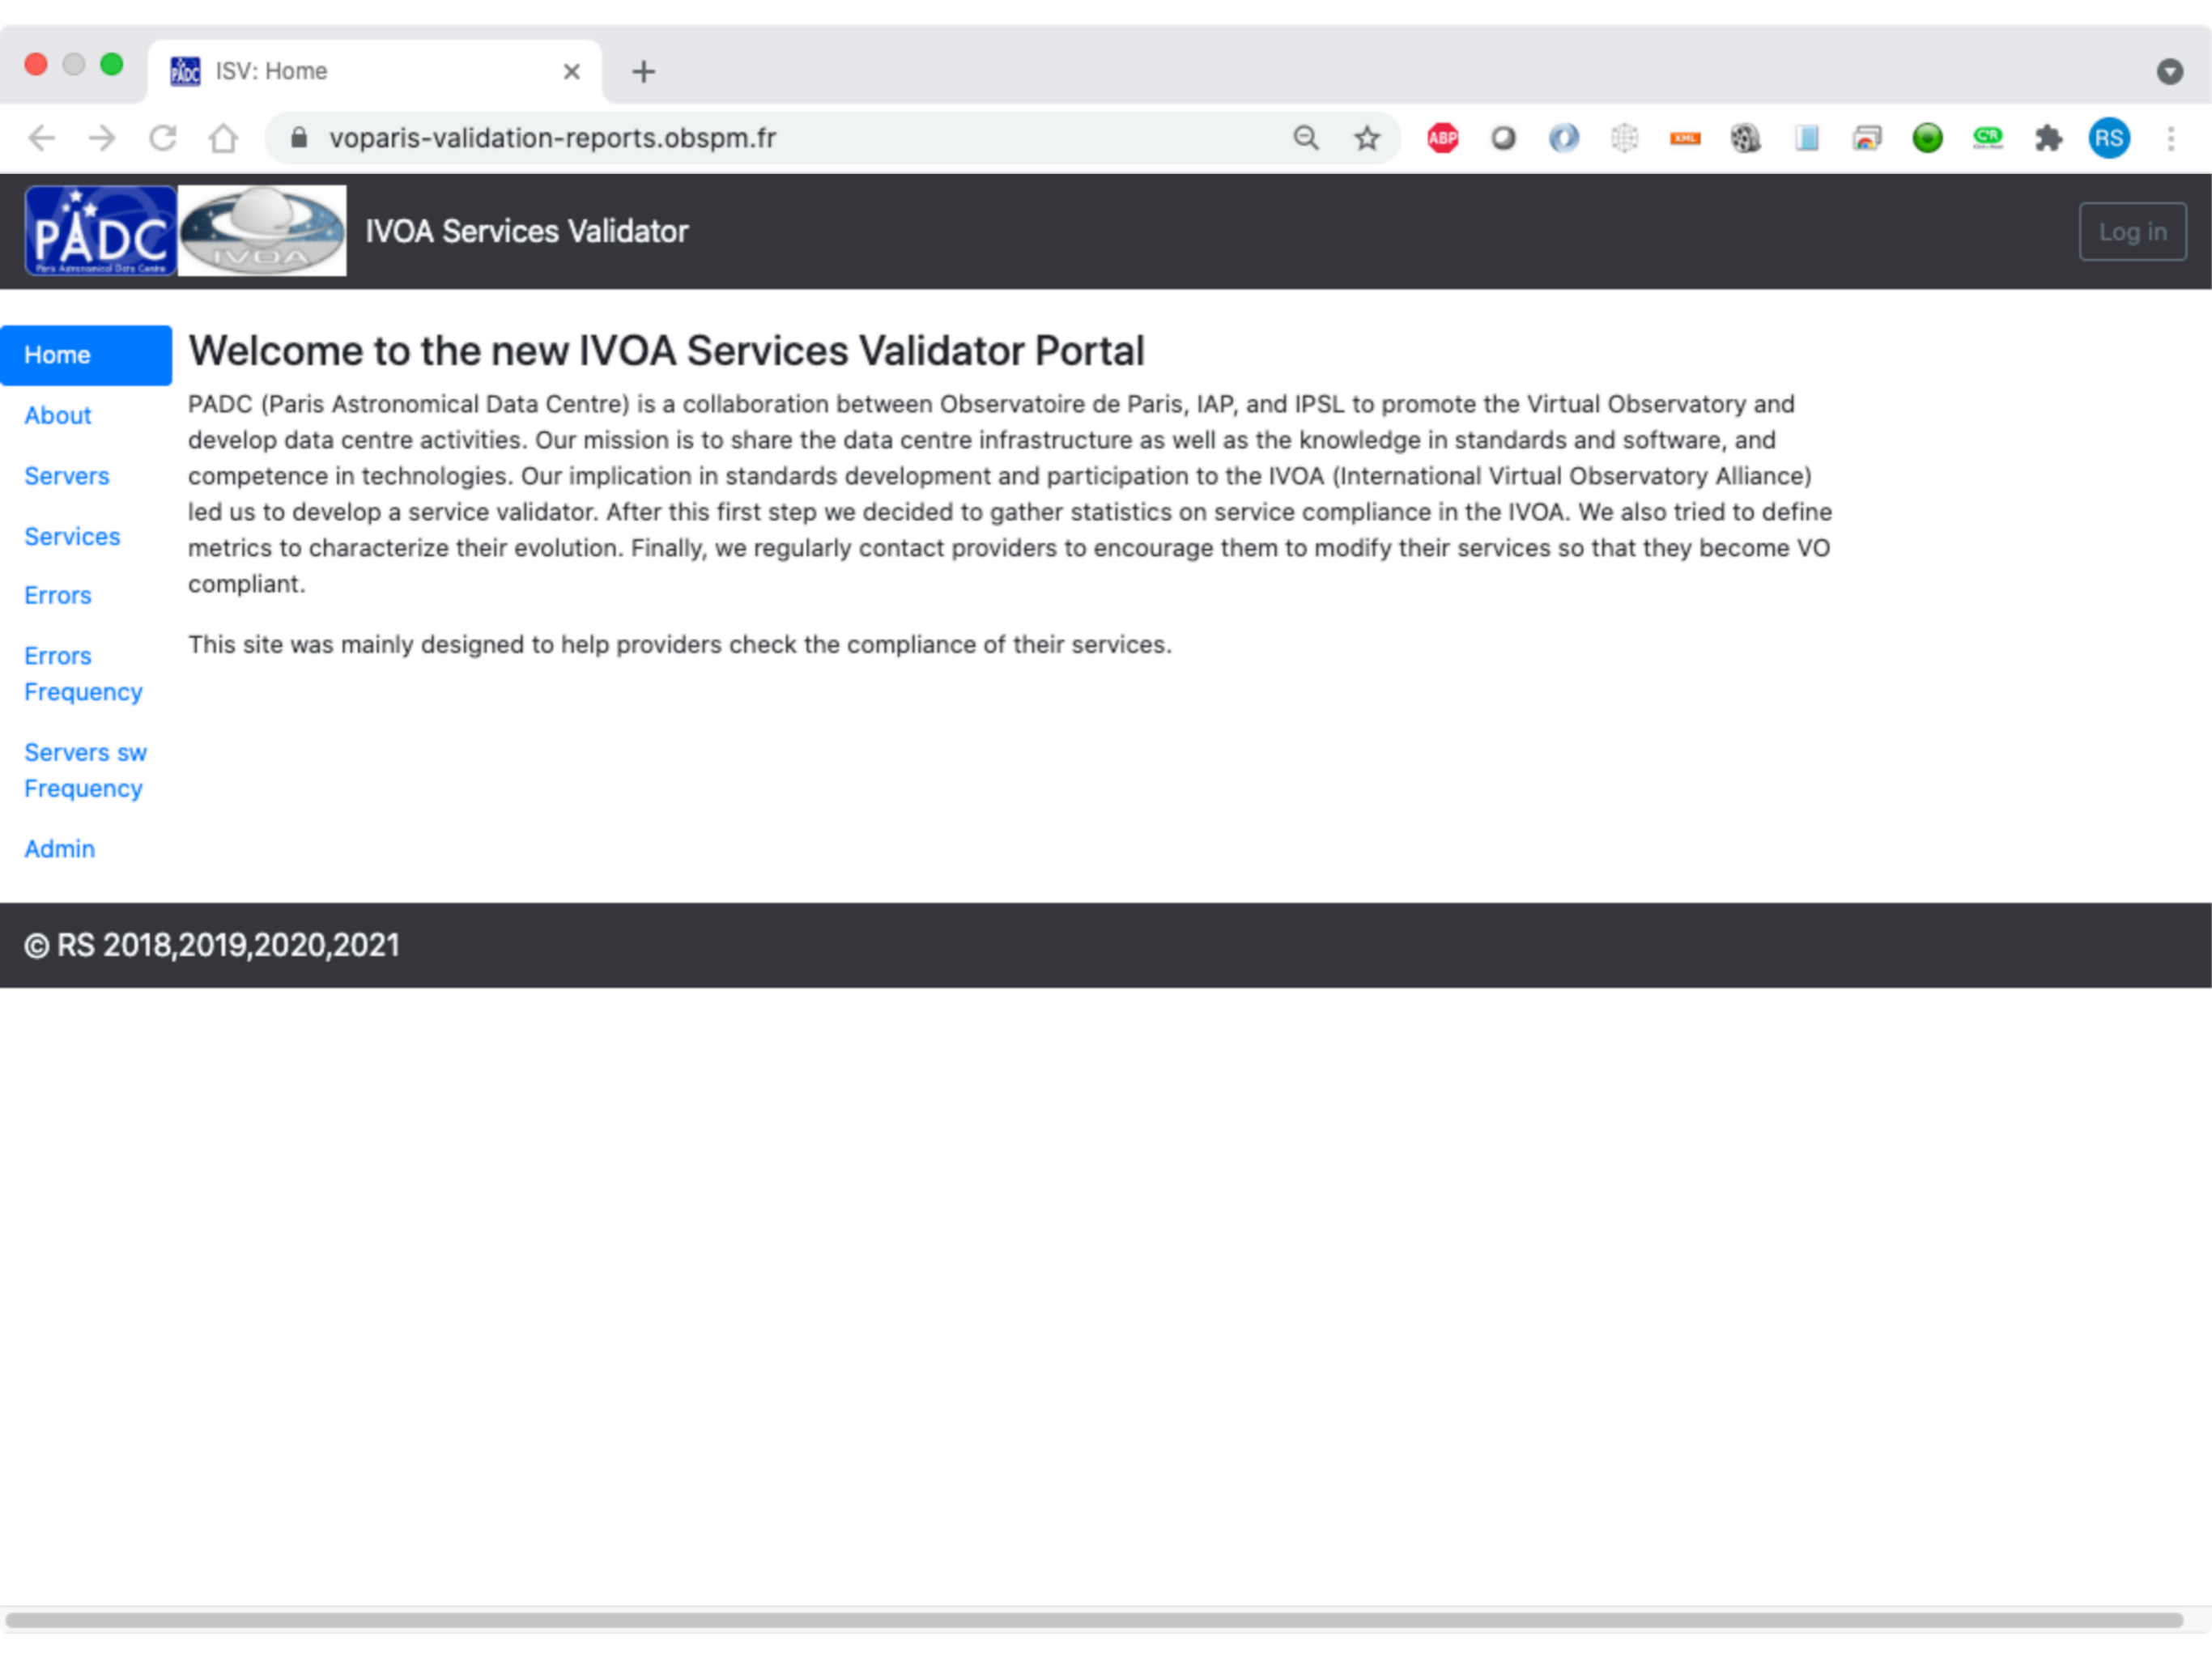 ISV: Home
voparis-validation-reports.obspm.fr
ABP
XML
CR
RS
PADC
Paris Astronomical Data Centre
IVOA
IVOA Services Validator
Log in
Home
About
Servers
Services
Errors
Errors
Frequency
Servers sw
Frequency
Admin
Welcome to the new IVOA Services Validator Portal
PADC (Paris Astronomical Data Centre) is a collaboration between Observatoire de Paris, IAP, and IPSL to promote the Virtual Observatory and
develop data centre activities. Our mission is to share the data centre infrastructure as well as the knowledge in standards and software, and
competence in technologies. Our implication in standards development and participation to the IVOA (International Virtual Observatory Alliance)
led us to develop a service validator. After this first step we decided to gather statistics on service compliance in the IVOA. We also tried to define
metrics to characterize their evolution. Finally, we regularly contact providers to encourage them to modify their services so that they become VO
compliant.
This site was mainly designed to help providers check the compliance of their services.
© RS 2018,2019,2020,2021